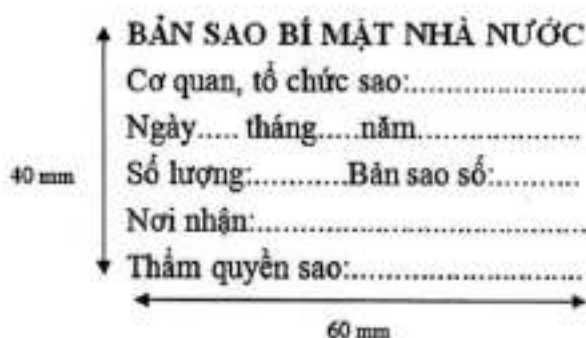 BẢN SAO BÍ MẬT NHÀ NƯỚC
Cơ quan, tổ chức sao:....................
Ngày..... tháng.....năm...................
40 mm
Số lượng:..........Bản sao số:..........
Nơi nhận:......................................
Thẩm quyền sao:...........................
60 mm